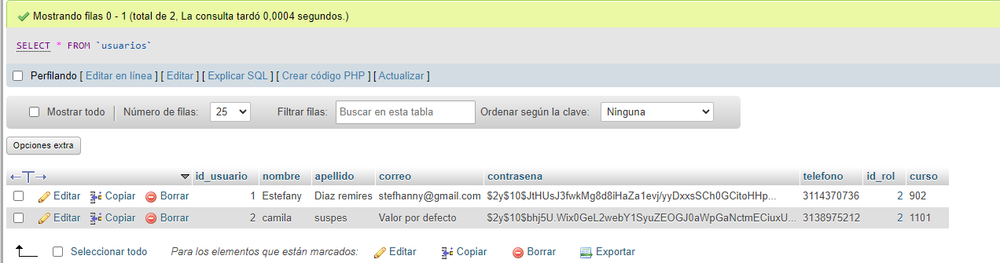 Mostrando filas 0 - 1 (total de 2, La consulta tardó 0,0004 segundos.)
SELECT * FROM `usuarios`
Perfilando [ Editar en línea ] [ Editar ] [ Explicar SQL ] [ Crear código PHP ] [ Actualizar ]
Mostrar todo Número de filas: 25 Filtrar filas: Buscar en esta tabla Ordenar según la clave: Ninguna
Opciones extra
←T→ id_usuario nombre apellido correo contrasena telefono id_rol curso
Editar Copiar Borrar 1 Estefany Diaz remires stefhanny@gmail.com $2y$10$JtHUsJ3fwkMg8d8iHaZa1evj/yyDxxsSCh0GCitoHHp... 3114370736 2 902
Editar Copiar Borrar 2 camila suspes Valor por defecto $2y$10$bhj5U.Wix0GeL2webY1SyuZEOGJ0aWpGaNctmECiuxU... 3138975212 2 1101
Seleccionar todo Para los elementos que están marcados: Editar Copiar Borrar Exportar